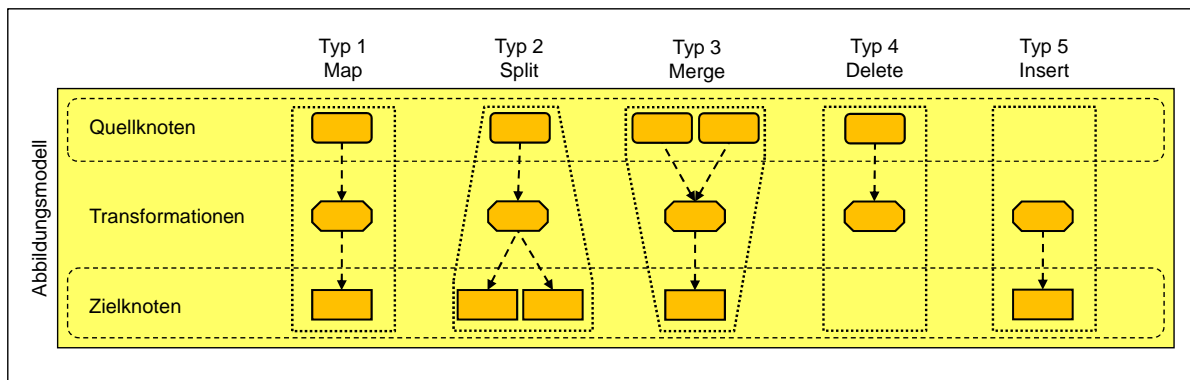 Typ 1
Map
Typ 2
Split
Typ 3
Merge
Typ 4
Delete
Typ 5
Insert
Abbildungsmodell
Quellknoten
Transformationen
Zielknoten